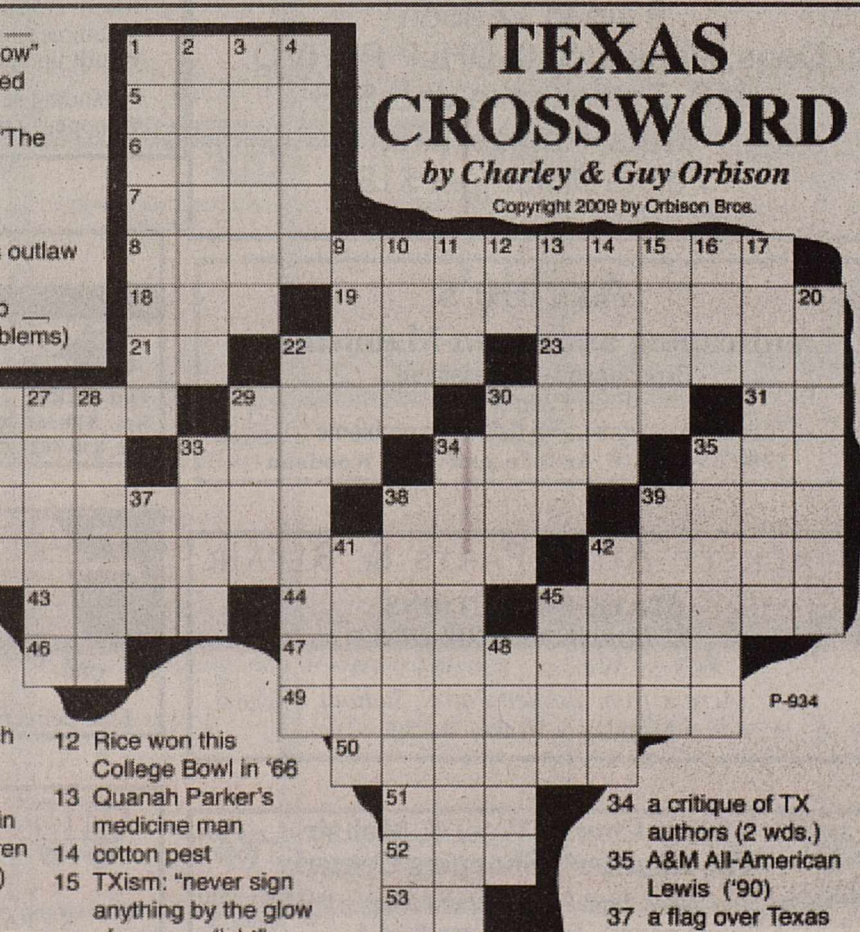 ow"
ed
"The
outlaw
blems)
TEXAS
CROSSWORD
by Charley & Guy Orbison
Copyright 2009 by Orbison Bros.
1 2 3 4
5
6
7
8 9 10 11 12 13 14 15 16 17
18 19 20
21 22 23
27 28 29 30 31
33 34 35
37 38 39
41 42
43 44 45
46 47 48
49
P-934
50
51
52
53
h
in
ren
)
12 Rice won this
College Bowl in '66
13 Quanah Parker's
medicine man
14 cotton pest
15 TXism: "never sign
anything by the glow
34 a critique of TX
authors (2 wds.)
35 A&M All-American
Lewis ('90)
37 a flag over Texas